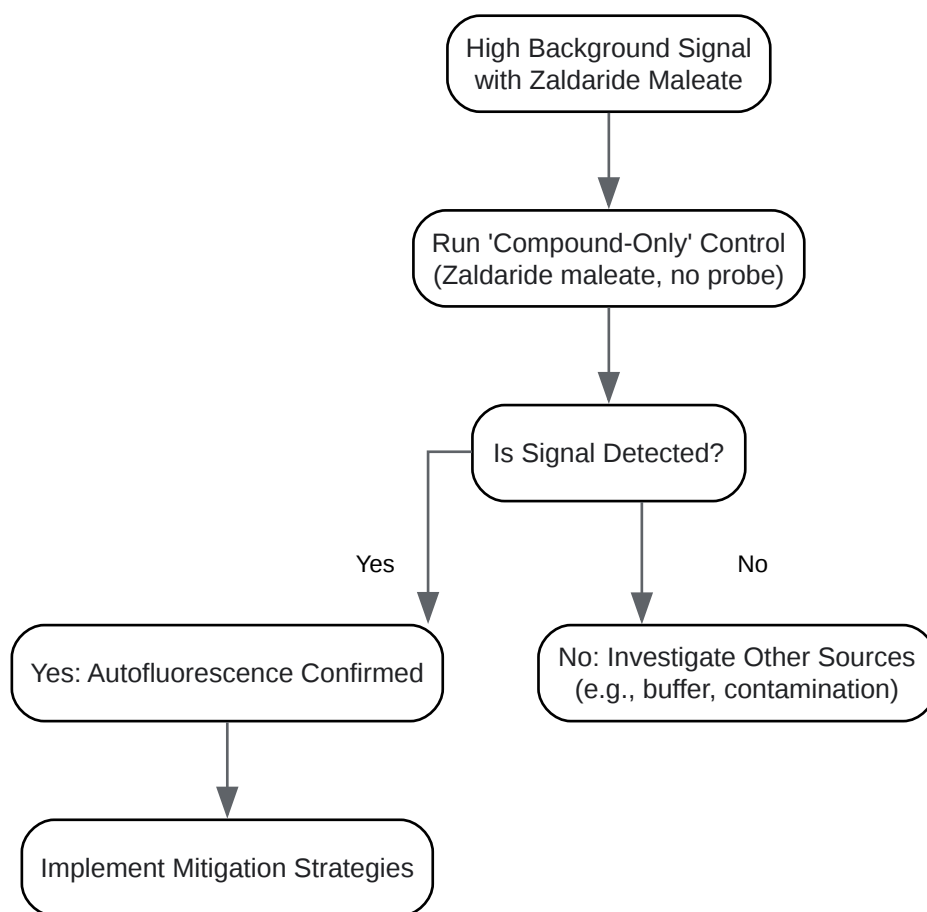 High Background Signal
with Zaldaride Maleate
Run 'Compound-Only' Control
(Zaldaride maleate, no probe)
Is Signal Detected?
Yes
No
Yes: Autofluorescence Confirmed
No: Investigate Other Sources
(e.g., buffer, contamination)
Implement Mitigation Strategies